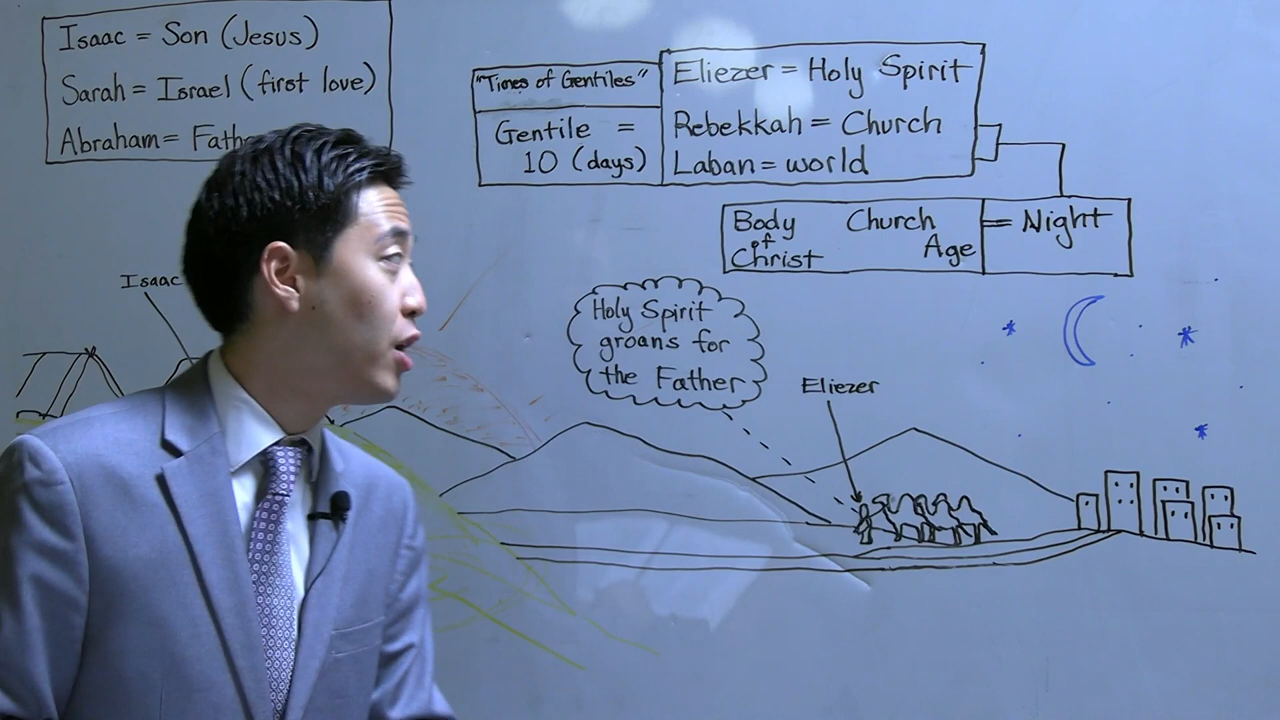 Isaac = Son (Jesus)
Sarah = Israel (first love)
Abraham = Fathe
"Times of Gentiles"
Gentile =
10 (days)
Eliezer = Holy Spirit
Rebekkah = Church
Laban = world
Body of Christ
Church Age
= Night
Isaac
Holy Spirit
groans for
the Father
Eliezer